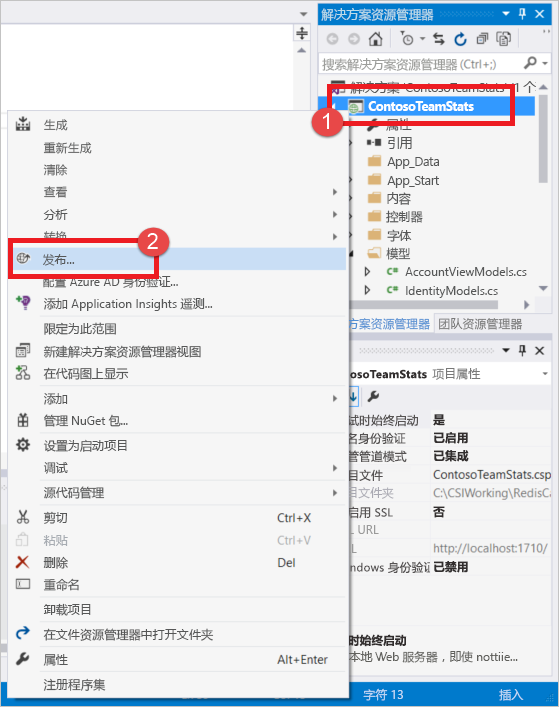 解决方案资源管理器
搜索解决方案资源管理器 (Ctrl+;)
解决方案 'ContosoTeamStats' (1 个
ContosoTeamStats
1
属性
引用
App_Data
App_Start
内容
控制器
字体
模型
AccountViewModels.cs
IdentityModels.cs
方案资源管理器
团队资源管理器
生成
重新生成
清除
查看
分析
转换
2
发布...
配置 Azure AD 身份验证...
添加 Application Insights 遥测...
限定为此范围
新建解决方案资源管理器视图
在代码图上显示
添加
管理 NuGet 包...
设置为启动项目
调试
源代码管理
剪切 Ctrl+X
粘贴 Ctrl+V
删除 Del
重命名
卸载项目
在文件资源管理器中打开文件夹
属性 Alt+Enter
注册程序集
osoTeamStats 项目属性
试时始终启动 是
名身份验证 已启用
管管道模式 已集成
目文件 ContosoTeamStats.csp
目文件夹 C:\CSIWorking\RedisCa
启用 SSL 否
URL
L http://localhost:1710/
indows 身份验证 已禁用
时始终启动
本地 Web 服务器，即使 nottiie...
字符 13
插入